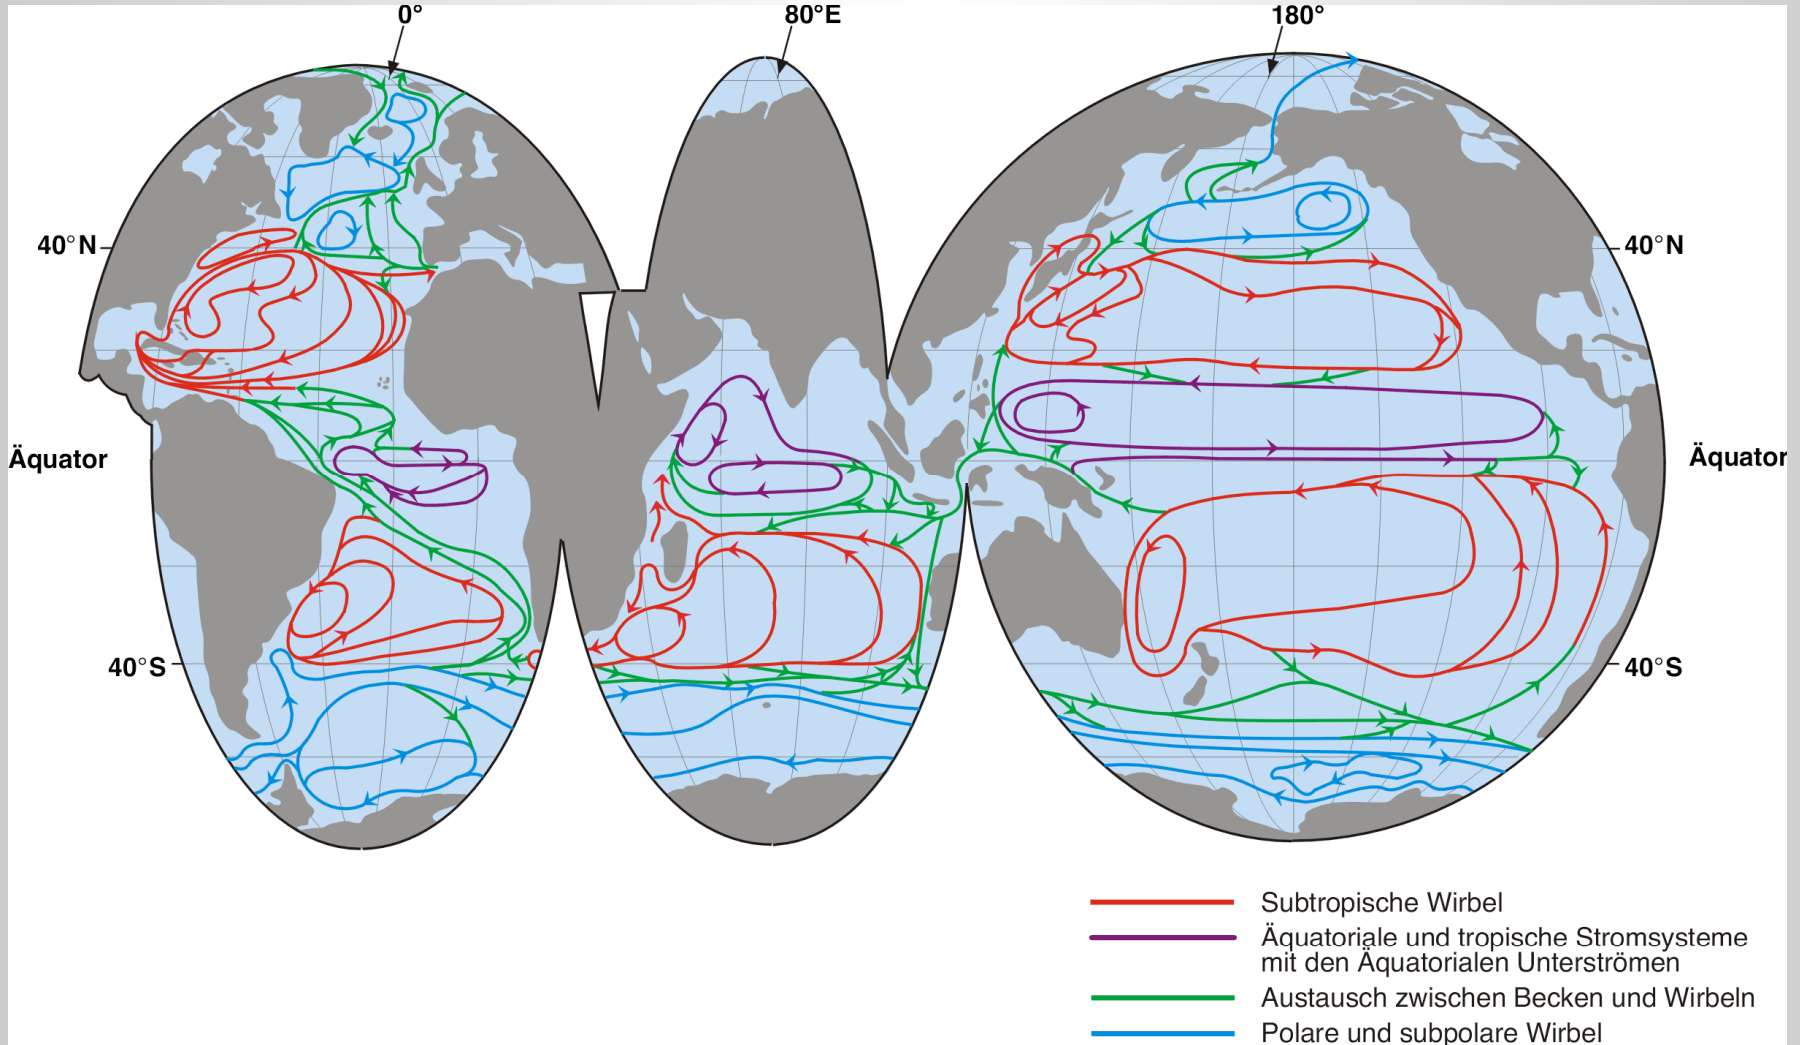 0° 80°E 180°
40°N 40°N
Äquator Äquator
40°S 40°S
Subtropische Wirbel
Äquatoriale und tropische Stromsysteme
mit den Äquatorialen Unterströmen
Austausch zwischen Becken und Wirbeln
Polare und subpolare Wirbel